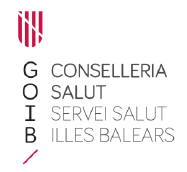 G CONSELLERIA
O SALUT
I SERVEI SALUT
B ILLES BALEARS